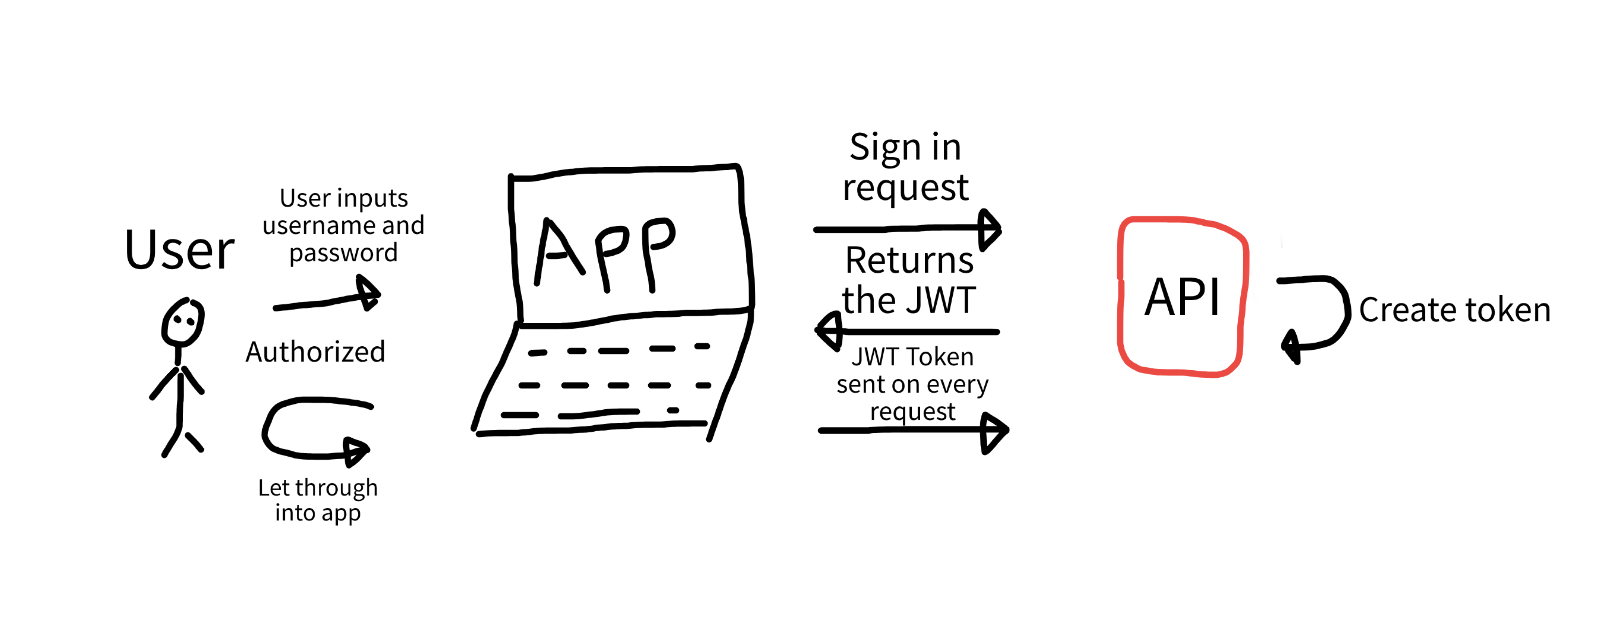 User
User inputs
username and
password
Authorized
Let through
into app
App
Sign in
request
Returns
the JWT
JWT Token
sent on every
request
API
Create token